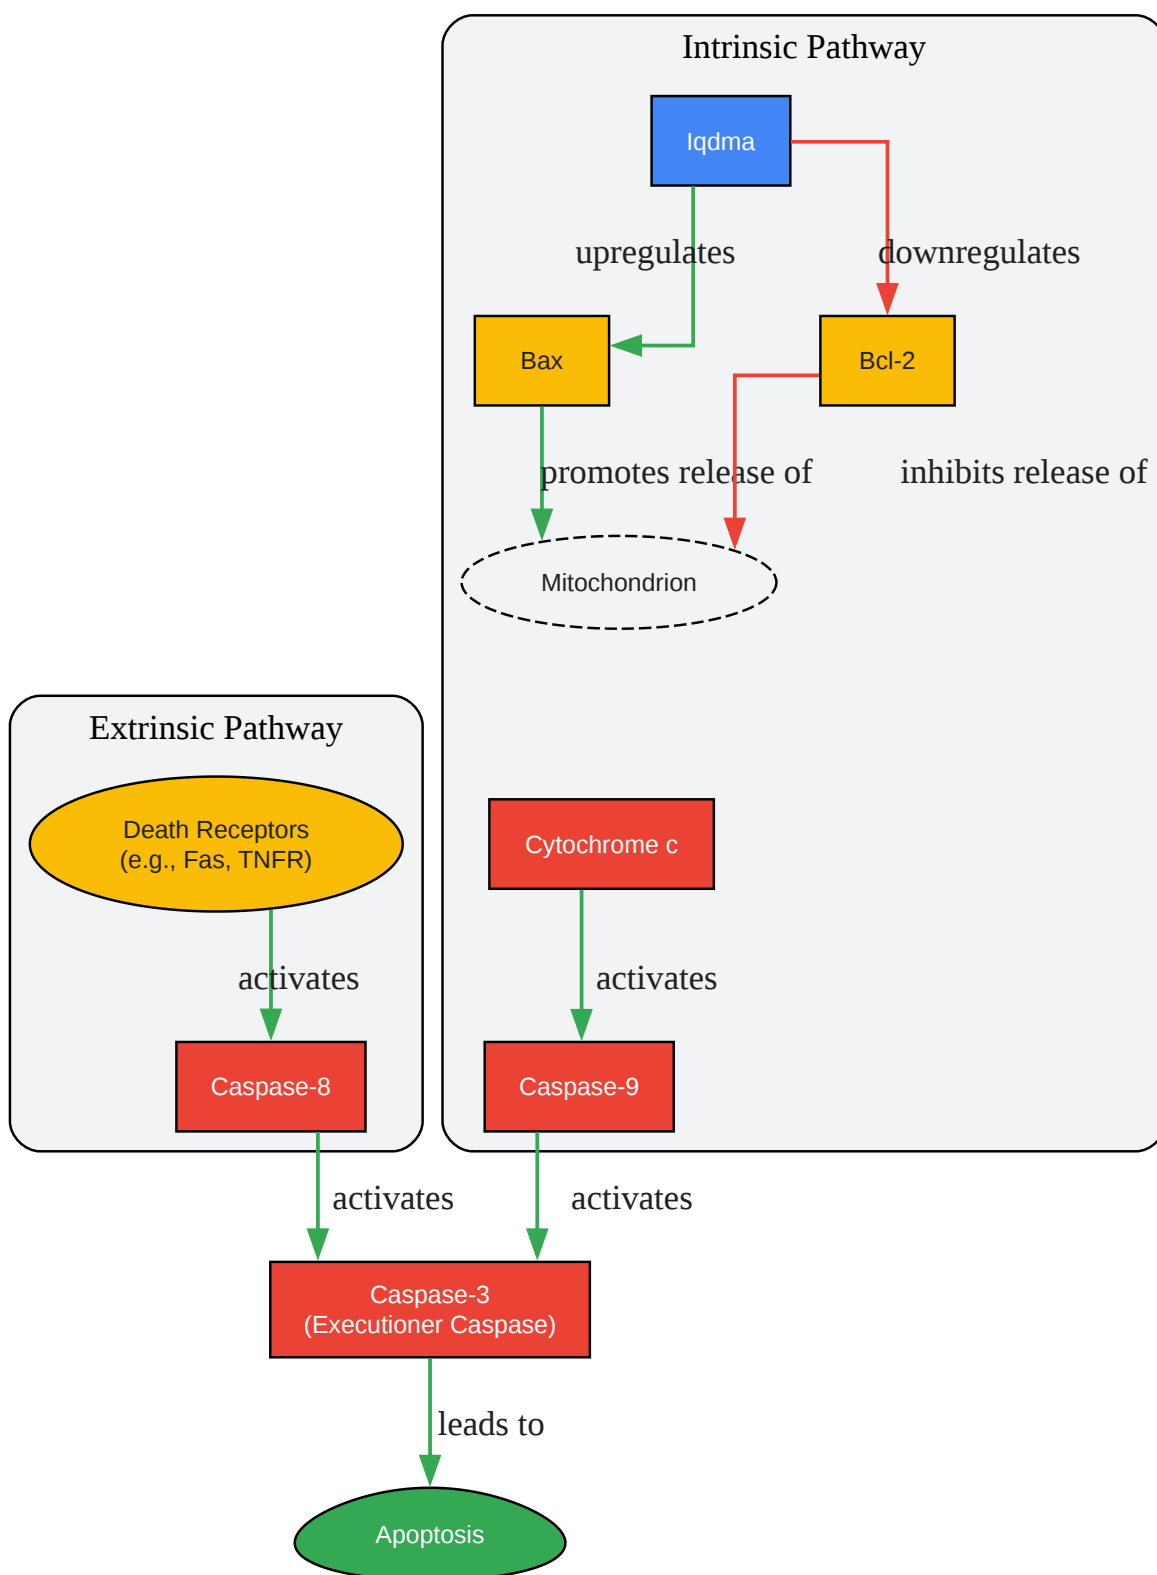 Intrinsic Pathway
Iqdma
upregulates
downregulates
Bax
Bcl-2
promotes release of
inhibits release of
Mitochondrion
Extrinsic Pathway
Death Receptors
(e.g., Fas, TNFR)
Cytochrome c
activates
activates
Caspase-8
Caspase-9
activates
activates
Caspase-3
(Executioner Caspase)
leads to
Apoptosis